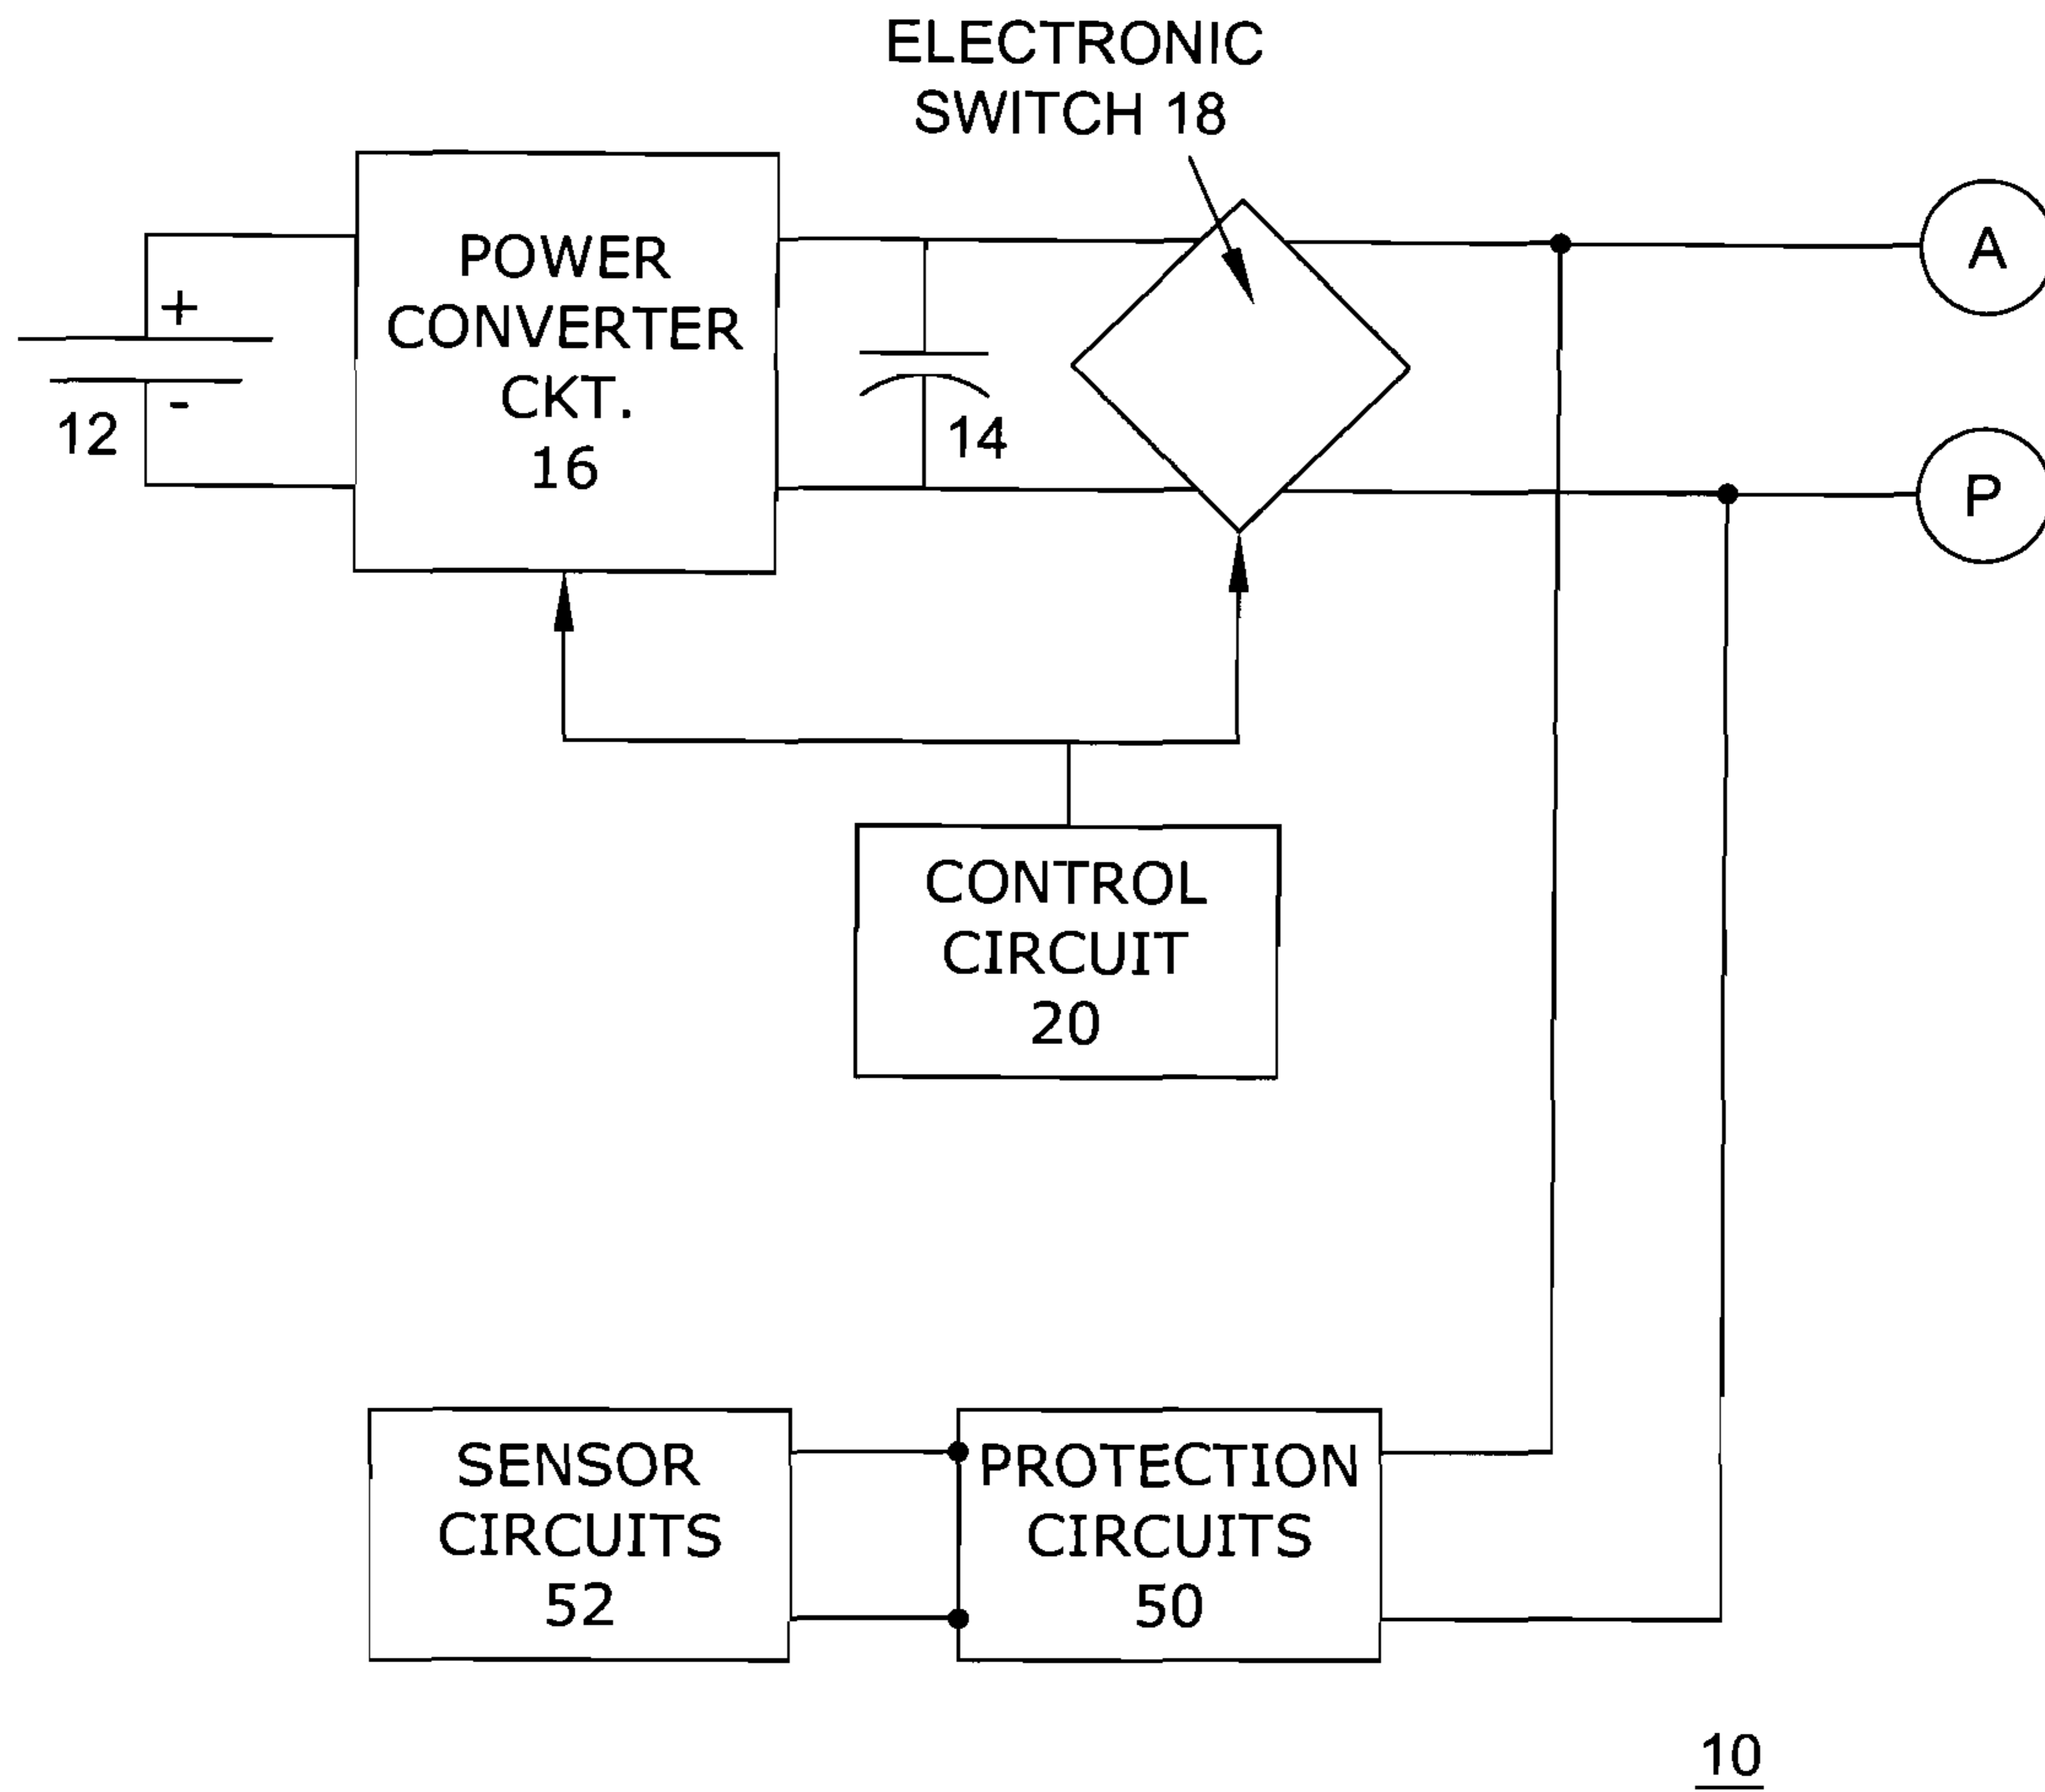 ELECTRONIC
SWITCH 18
POWER
CONVERTER
CKT.
16
+
-
12
14
A
P
CONTROL
CIRCUIT
20
SENSOR
CIRCUITS
52
PROTECTION
CIRCUITS
50
10